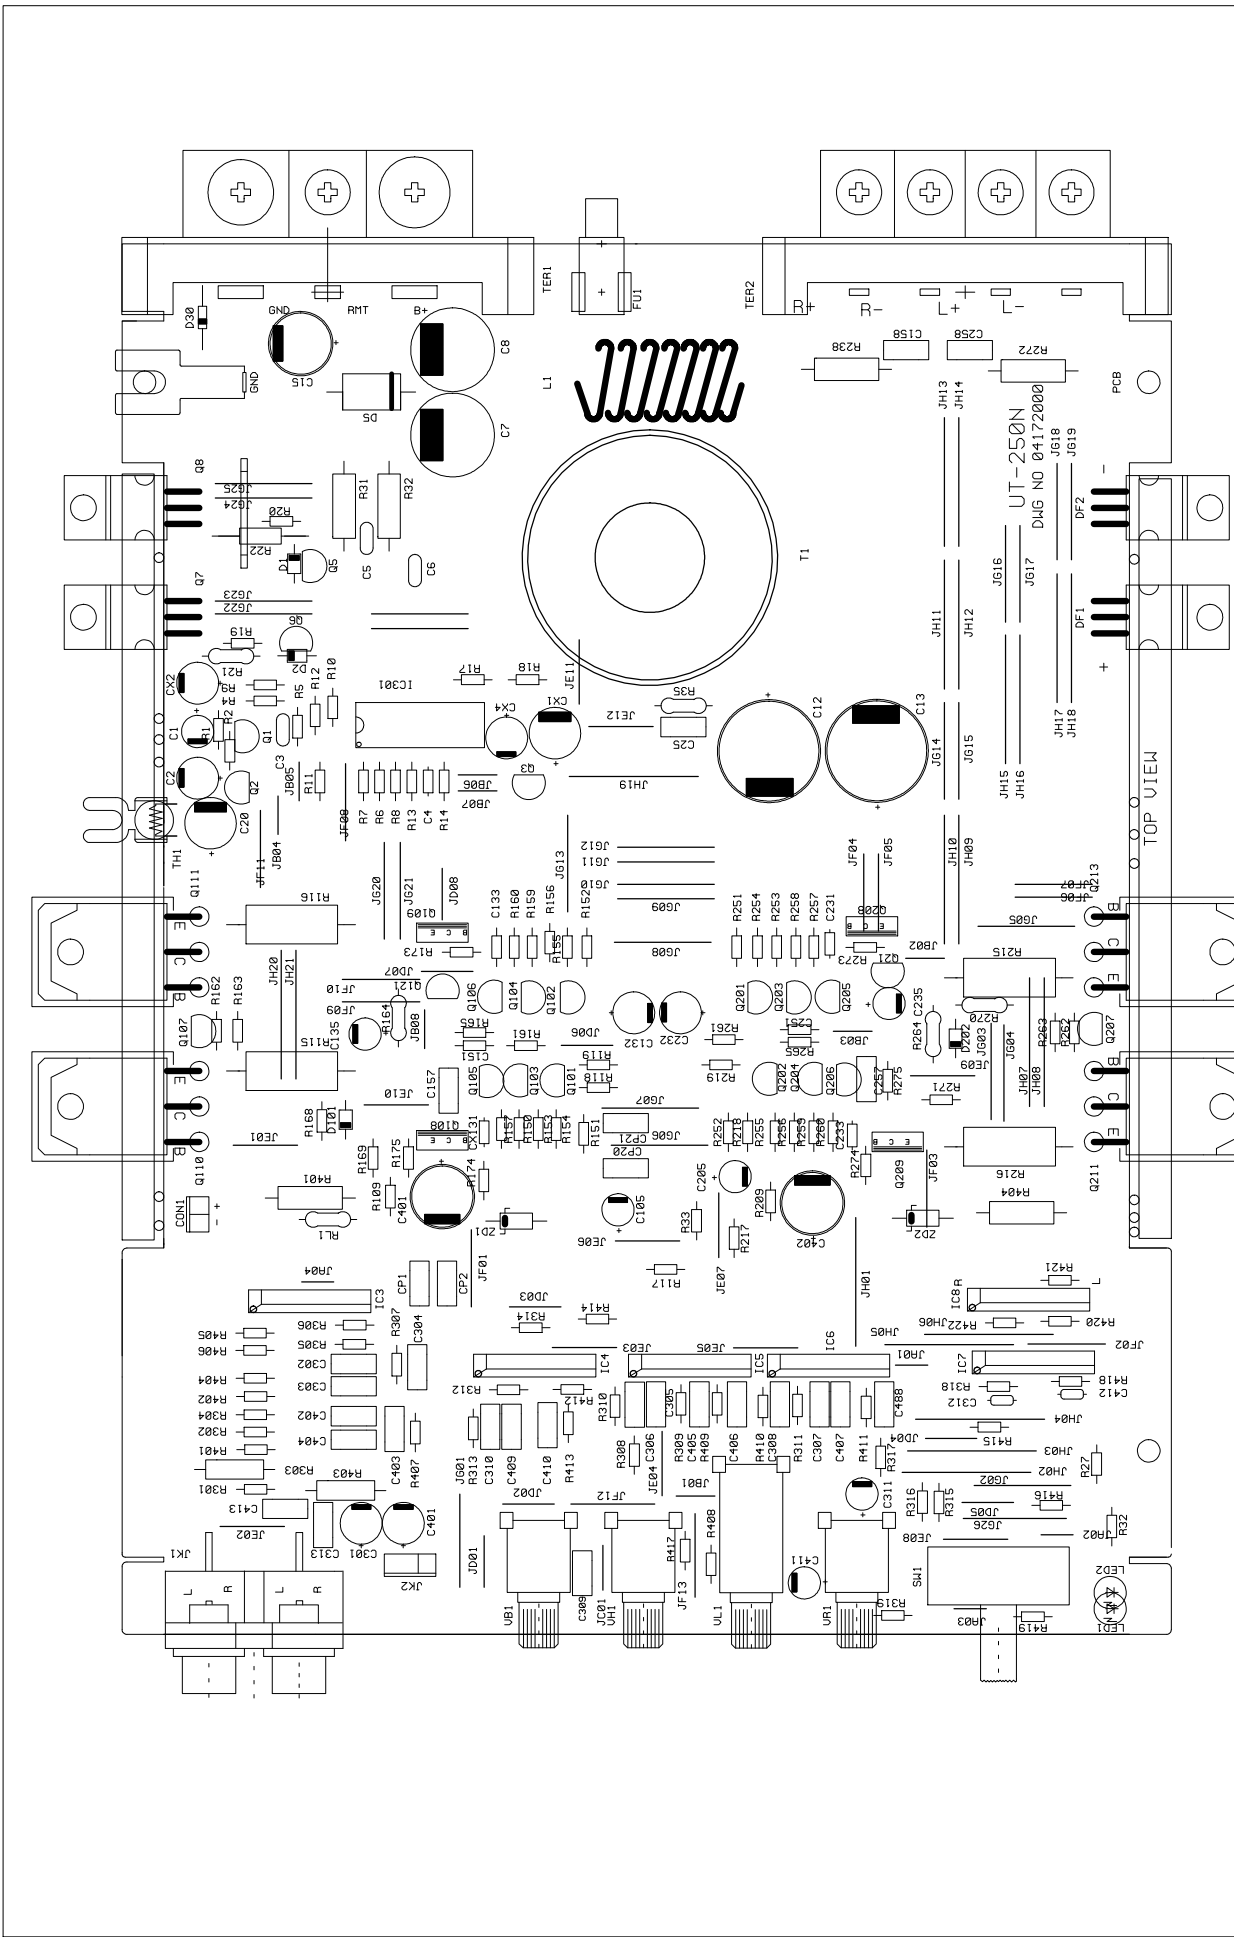 TER1
FU1
TER2
D30
GND
RMT
B+
R+
R-
L+
L-
C15
GND
D5
C8
C7
L1
R238
C158
C258
R272
PCB
JH13
JH14
UT-250N
DWG NO 04172000
JG18
JG19
Q8
JG25
JG24
R20
R22
R31
R32
D1
Q5
C5
C6
T1
JG16
JG17
DF2
-
Q7
JG23
JG22
Q6
R19
R21
D2
JH11
JH12
DF1
+
CX2
R9
R4
R5
R12
R10
IC301
R17
R18
JE11
R35
C25
JE12
CX4
CX1
C12
C13
JG14
JG15
JH17
JH18
C1
R1
R2
Q1
C3
C2
Q2
JB05
R11
JF08
R7
R6
R8
R13
C4
R14
JB06
JB07
Q3
JH19
JH15
JH16
TOP VIEW
C20
TH1
JF11
JB04
JG12
JG11
JG10
JG09
JG08
JG13
JF04
JF05
JH10
JH09
Q111
R116
JG20
JG21
JD08
Q109
B C E
C133
R160
R159
R156
R155
R152
R251
R254
R253
R258
R257
C231
Q208
E C B
JF07
JF06
Q213
JG05
R173
R273
JB02
R215
E
C
B
B
C
E
R162
R163
JH20
JH21
JD07
JF10
JF09
Q121
Q106
Q104
Q102
Q201
Q203
Q205
Q21
C235
Q107
C135
R164
JB08
R165
C151
R161
JD06
C132
C232
R261
C251
R265
JB03
R264
R270
D202
JG03
JG04
JE09
R263
R262
Q207
R115
R119
R118
R219
C157
Q105
Q103
Q101
Q202
Q204
Q206
C257
R275
R271
JH07
JH08
E
C
B
B
C
E
JE10
R168
D101
JE01
Q108
B C E
CX131
R157
R150
R153
R154
R151
JG07
CP21
JG06
CP20
R252
R218
R255
R256
R259
R260
C233
R274
E C B
Q209
JF03
R216
Q110
Q211
R169
R175
R109
C401
R174
CON1
+
-
R401
RL1
ZD1
C105
C205
R33
R209
R217
C402
ZD2
R404
JE06
JE07
R117
JF01
JH01
JA04
IC3
CP1
CP2
JD03
R314
R414
R421
L
IC8
R
R405
R406
R306
R305
R307
C304
R422
R420
JH06
JH05
JF02
C302
C303
IC4
JE03
JE05
IC5
IC6
JA01
IC7
R404
R402
R304
R302
R401
C402
C404
R312
R412
R310
C305
C488
R318
C312
R418
C412
JH04
R415
JD04
JH03
JH02
R303
R301
R403
C403
R407
JG01
R313
C310
C409
C410
R413
R308
C306
JE04
R309
C405
R409
C406
R410
C308
R311
C307
C407
R411
R317
R27
C413
C313
JE02
C301
C401
JK2
JD02
JF12
JB01
C311
R316
R315
JG02
JD05
JG26
R416
JA02
R32
JE08
JK1
L
R
L
R
JD01
VB1
C309
JC01
VH1
R417
JF13
R408
VL1
C411
VR1
R319
SW1
JA03
R419
LED2
LED1